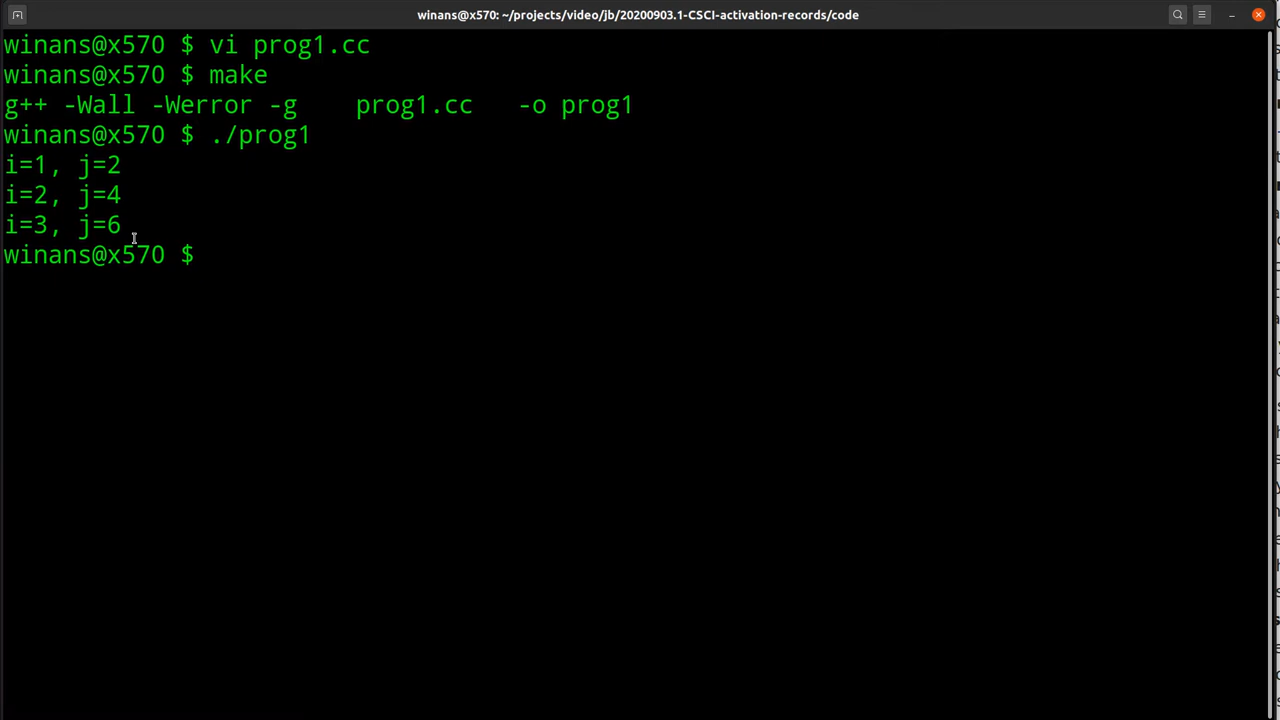 winans@x570: ~/projects/video/jb/20200903.1-CSCI-activation-records/code
winans@x570 $ vi prog1.cc
winans@x570 $ make
g++ -Wall -Werror -g    prog1.cc   -o prog1
winans@x570 $ ./prog1
i=1, j=2
i=2, j=4
i=3, j=6
winans@x570 $